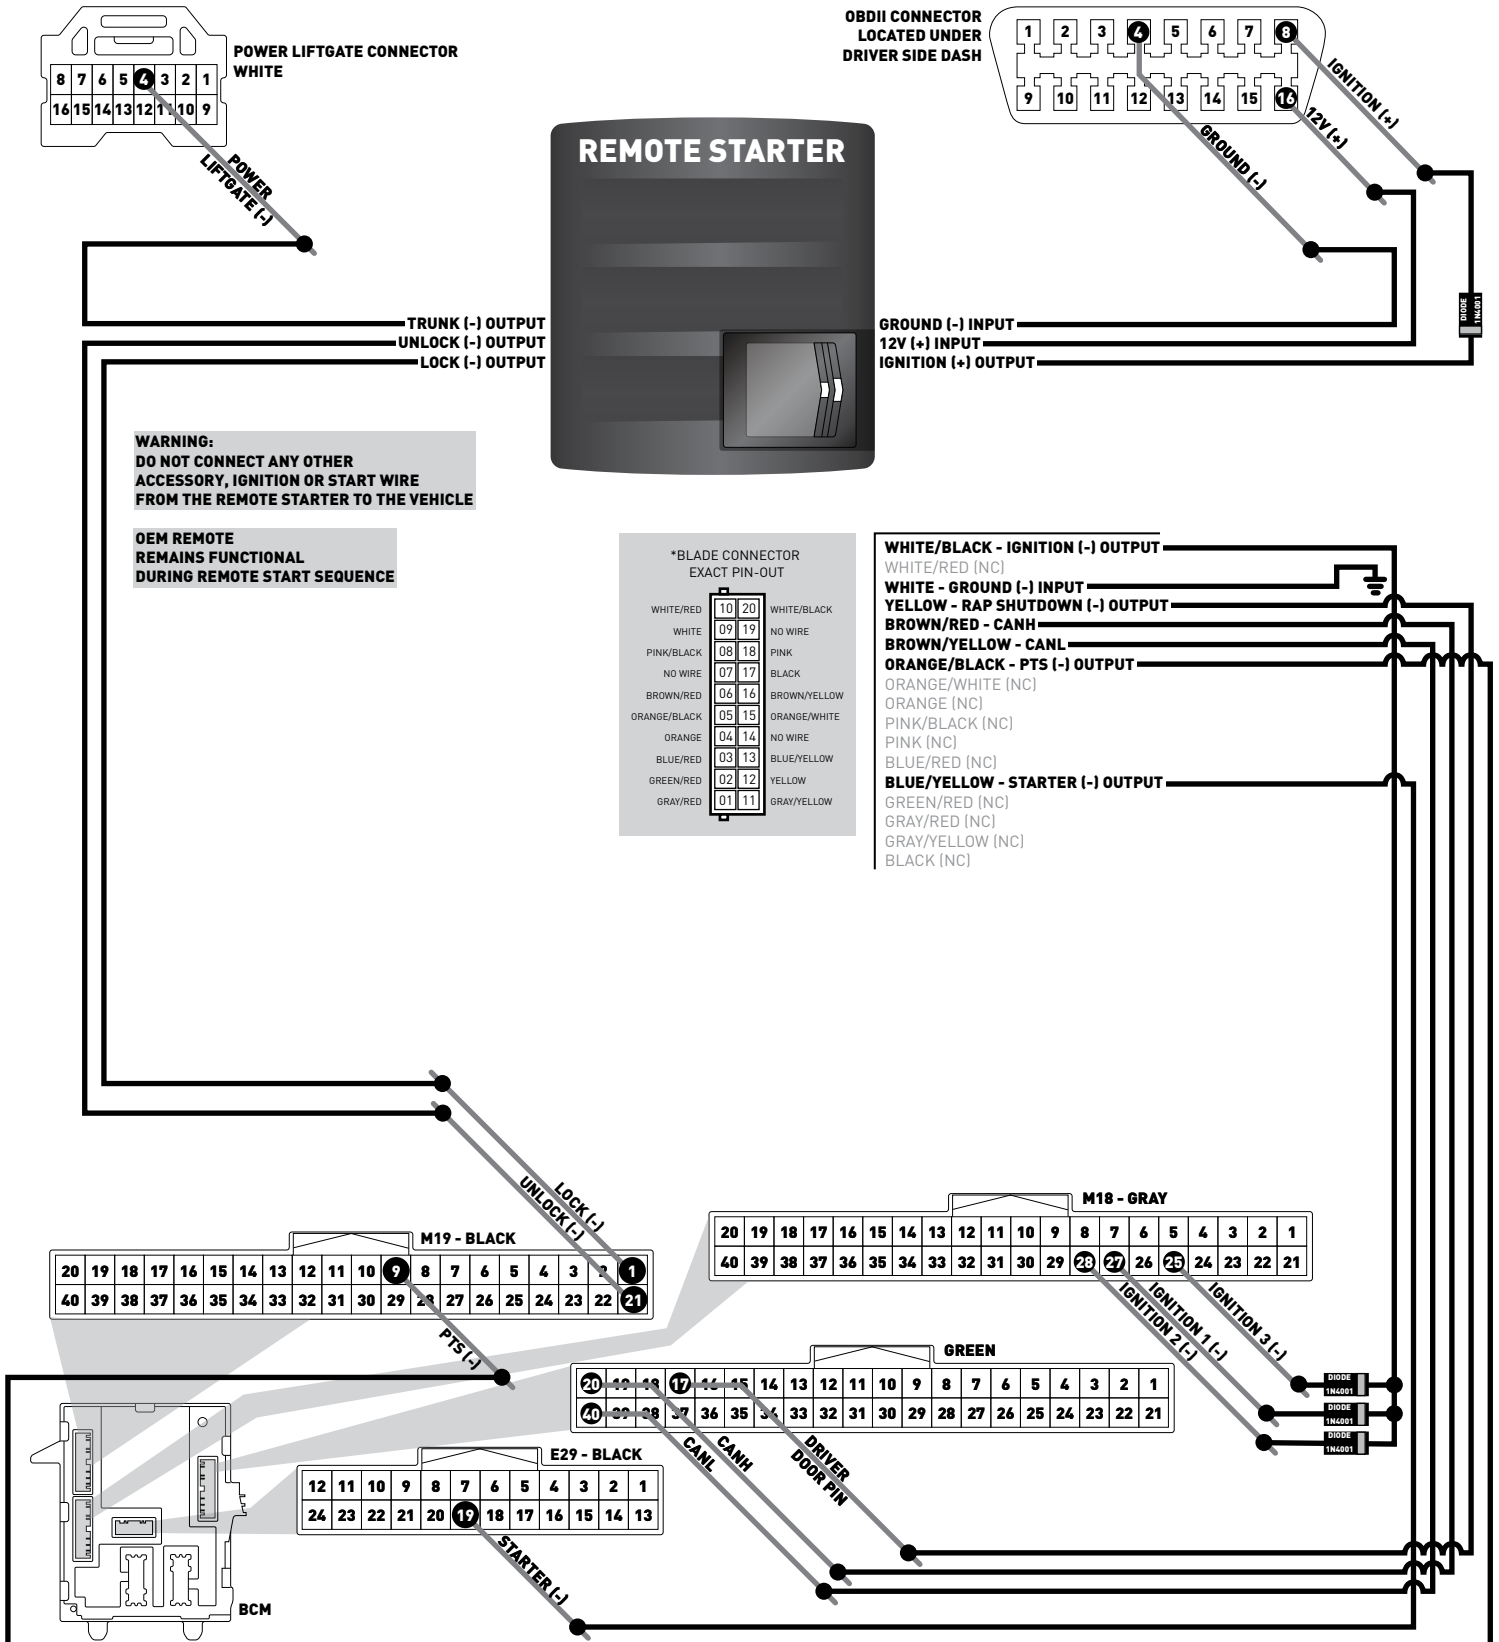 POWER LIFTGATE CONNECTOR
WHITE
8 7 6 5 4 3 2 1
16 15 14 13 12 11 10 9
POWER
LIFTGATE (-)
OBDII CONNECTOR
LOCATED UNDER
DRIVER SIDE DASH
1 2 3 4 5 6 7 8
9 10 11 12 13 14 15 16
IGNITION (+)
12V (+)
GROUND (-)
REMOTE STARTER
TRUNK (-) OUTPUT
UNLOCK (-) OUTPUT
LOCK (-) OUTPUT
GROUND (-) INPUT
12V (+) INPUT
IGNITION (+) OUTPUT
DIODE
1N4001
WARNING:
DO NOT CONNECT ANY OTHER
ACCESSORY, IGNITION OR START WIRE
FROM THE REMOTE STARTER TO THE VEHICLE
OEM REMOTE
REMAINS FUNCTIONAL
DURING REMOTE START SEQUENCE
*BLADE CONNECTOR
EXACT PIN-OUT
WHITE/RED 10 20 WHITE/BLACK
WHITE 09 19 NO WIRE
PINK/BLACK 08 18 PINK
NO WIRE 07 17 BLACK
BROWN/RED 06 16 BROWN/YELLOW
ORANGE/BLACK 05 15 ORANGE/WHITE
ORANGE 04 14 NO WIRE
BLUE/RED 03 13 BLUE/YELLOW
GREEN/RED 02 12 YELLOW
GRAY/RED 01 11 GRAY/YELLOW
WHITE/BLACK - IGNITION (-) OUTPUT
WHITE/RED (NC)
WHITE - GROUND (-) INPUT
YELLOW - RAP SHUTDOWN (-) OUTPUT
BROWN/RED - CANH
BROWN/YELLOW - CANL
ORANGE/BLACK - PTS (-) OUTPUT
ORANGE/WHITE (NC)
ORANGE (NC)
PINK/BLACK (NC)
PINK (NC)
BLUE/RED (NC)
BLUE/YELLOW - STARTER (-) OUTPUT
GREEN/RED (NC)
GRAY/RED (NC)
GRAY/YELLOW (NC)
BLACK (NC)
LOCK (-)
UNLOCK (-)
M19 - BLACK
20 19 18 17 16 15 14 13 12 11 10 9 8 7 6 5 4 3 2 1
40 39 38 37 36 35 34 33 32 31 30 29 28 27 26 25 24 23 22 21
PTS (-)
M18 - GRAY
20 19 18 17 16 15 14 13 12 11 10 9 8 7 6 5 4 3 2 1
40 39 38 37 36 35 34 33 32 31 30 29 28 27 26 25 24 23 22 21
IGNITION 2 (-)
IGNITION 1 (-)
IGNITION 3 (-)
DIODE
1N4001
DIODE
1N4001
DIODE
1N4001
GREEN
20 19 18 17 16 15 14 13 12 11 10 9 8 7 6 5 4 3 2 1
40 39 38 37 36 35 34 33 32 31 30 29 28 27 26 25 24 23 22 21
CANL
CANH
DRIVER
DOOR PIN
E29 - BLACK
12 11 10 9 8 7 6 5 4 3 2 1
24 23 22 21 20 19 18 17 16 15 14 13
STARTER (-)
BCM